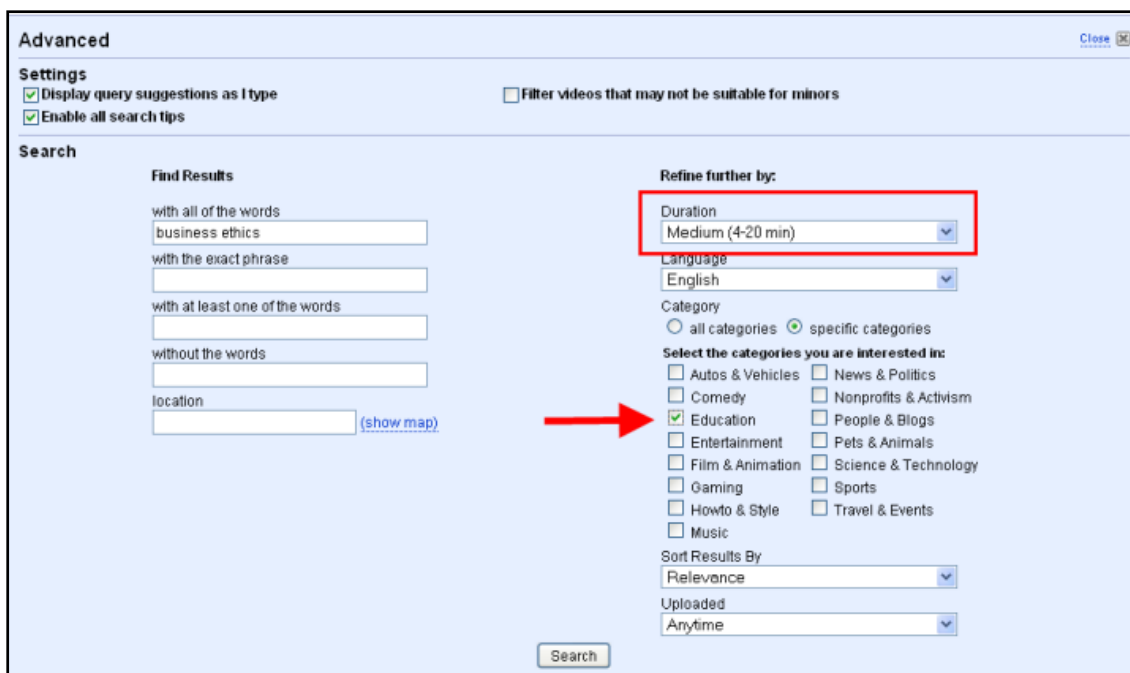 Advanced
Close
Settings
Display query suggestions as I type
Filter videos that may not be suitable for minors
Enable all search tips
Search
Find Results
with all of the words
business ethics
with the exact phrase
with at least one of the words
without the words
location
(show map)
Refine further by:
Duration
Medium (4-20 min)
Language
English
Category
all categories specific categories
Select the categories you are interested in:
Autos & Vehicles News & Politics
Comedy Nonprofits & Activism
Education People & Blogs
Entertainment Pets & Animals
Film & Animation Science & Technology
Gaming Sports
Howto & Style Travel & Events
Music
Sort Results By
Relevance
Uploaded
Anytime
Search